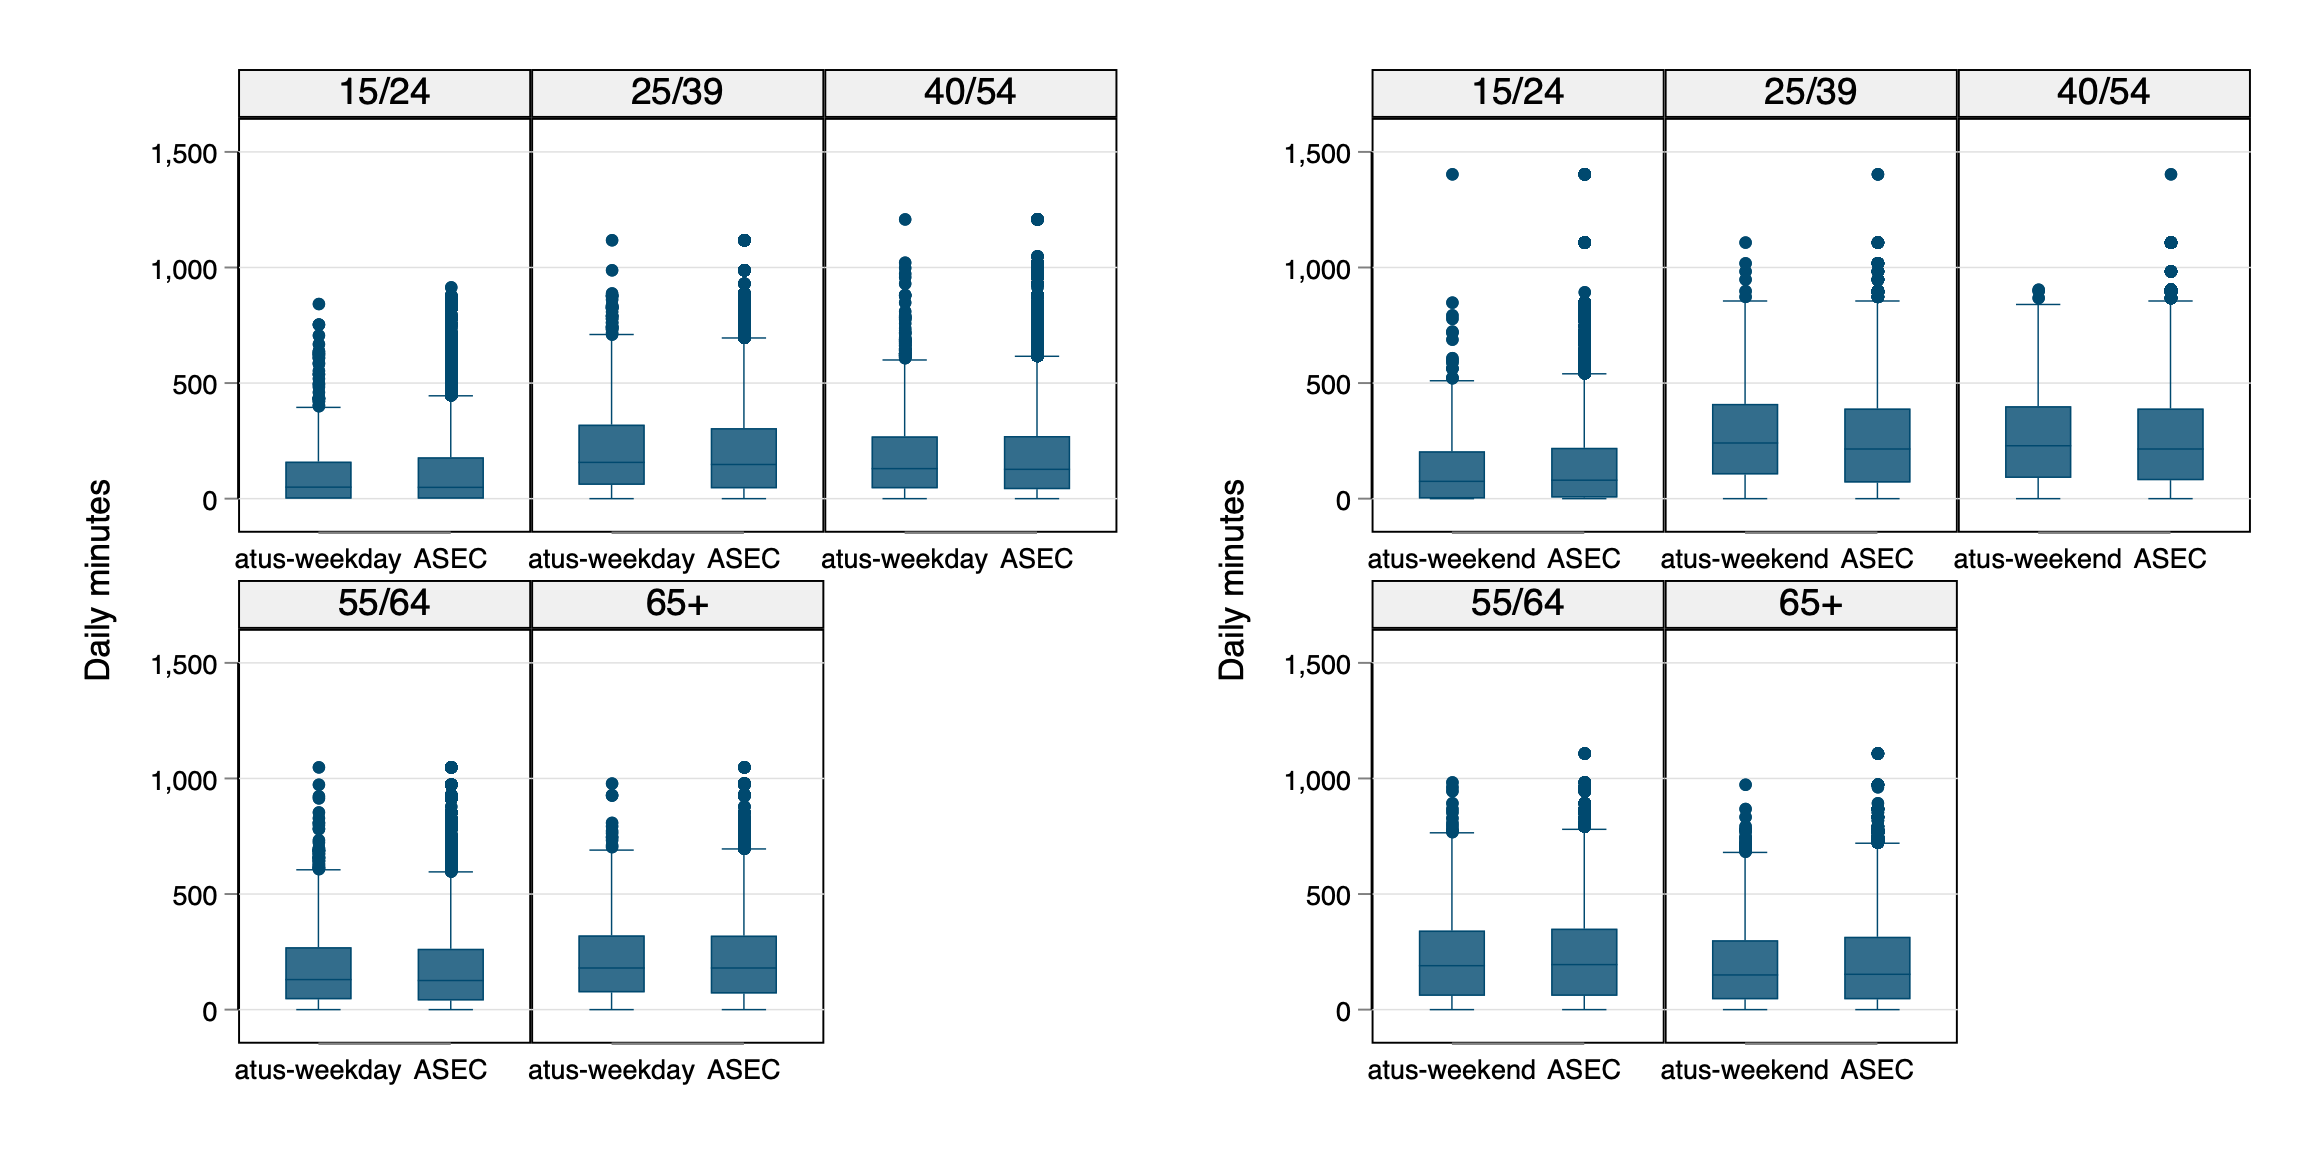 15/24 25/39 40/54
1,500
1,000
500
0
atus-weekday ASEC atus-weekday ASEC atus-weekday ASEC
55/64 65+
1,500
1,000
500
0
atus-weekday ASEC atus-weekday ASEC
Daily minutes
15/24 25/39 40/54
1,500
1,000
500
0
atus-weekend ASEC atus-weekend ASEC atus-weekend ASEC
55/64 65+
1,500
1,000
500
0
atus-weekend ASEC atus-weekend ASEC
Daily minutes